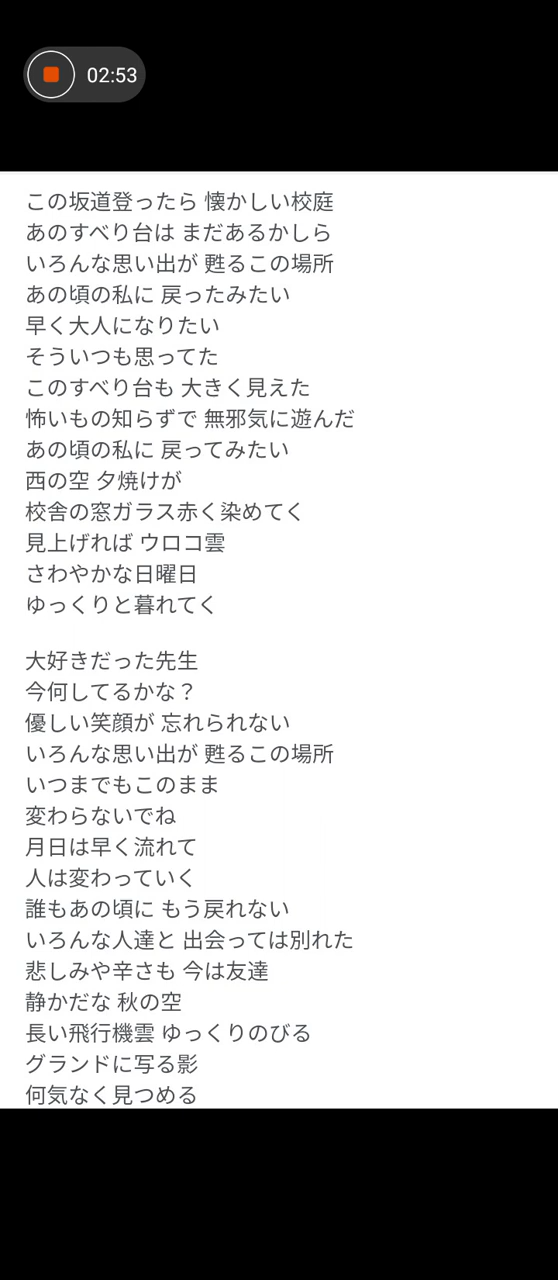 02:53
この坂道登ったら 懐かしい校庭
あのすべり台は まだあるかしら
いろんな思い出が 甦るこの場所
あの頃の私に 戻ったみたい
早く大人になりたい
そういつも思ってた
このすべり台も 大きく見えた
怖いもの知らずで 無邪気に遊んだ
あの頃の私に 戻ってみたい
西の空 夕焼けが
校舎の窓ガラス赤く染めてく
見上げれば ウロコ雲
さわやかな日曜日
ゆっくりと暮れてく

大好きだった先生
今何してるかな？
優しい笑顔が 忘れられない
いろんな思い出が 甦るこの場所
いつまでもこのまま
変わらないでね
月日は早く流れて
人は変わっていく
誰もあの頃に もう戻れない
いろんな人達と 出会っては別れた
悲しみや辛さも 今は友達
静かだな 秋の空
長い飛行機雲 ゆっくりのびる
グランドに写る影
何気なく見つめる